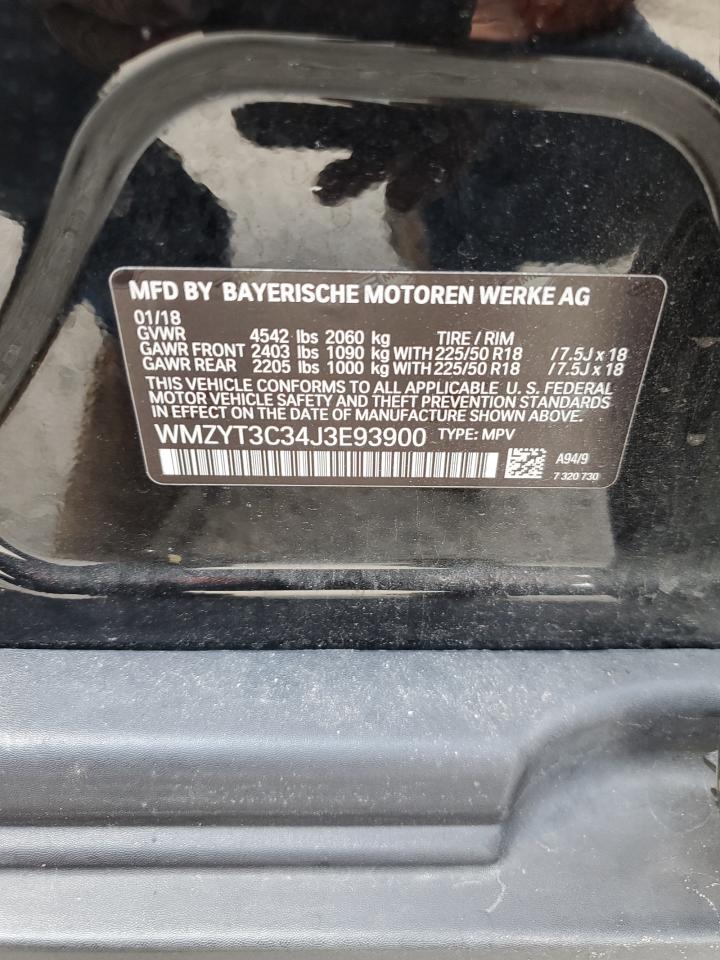 MFD BY BAYERISCHE MOTOREN WERKE AG
01/18
GVWR 4542 lbs 2060 kg TIRE / RIM
GAWR FRONT 2403 lbs 1090 kg WITH 225/50 R18 /7.5J x 18
GAWR REAR 2205 lbs 1000 kg WITH 225/50 R18 /7.5J x 18
THIS VEHICLE CONFORMS TO ALL APPLICABLE U. S. FEDERAL
MOTOR VEHICLE SAFETY AND THEFT PREVENTION STANDARDS
IN EFFECT ON THE DATE OF MANUFACTURE SHOWN ABOVE.
WMZYT3C34J3E93900 TYPE: MPV
A94/9
7 320 730